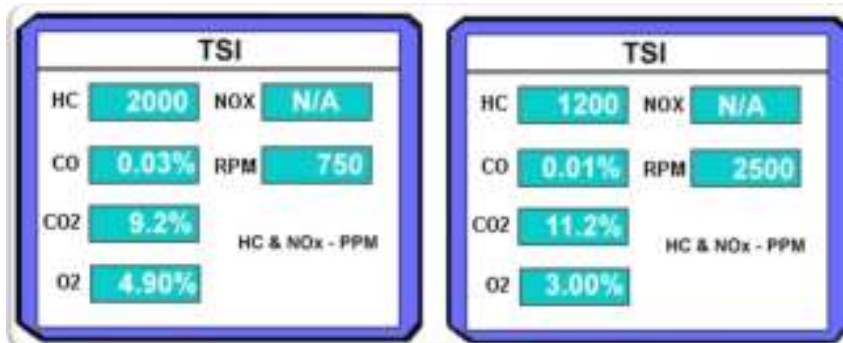 TSI
HC 2000 NOX N/A
CO 0.03% RPM 750
CO2 9.2%
HC & NOx - PPM
O2 4.90%
TSI
HC 1200 NOX N/A
CO 0.01% RPM 2500
CO2 11.2%
HC & NOx - PPM
O2 3.00%